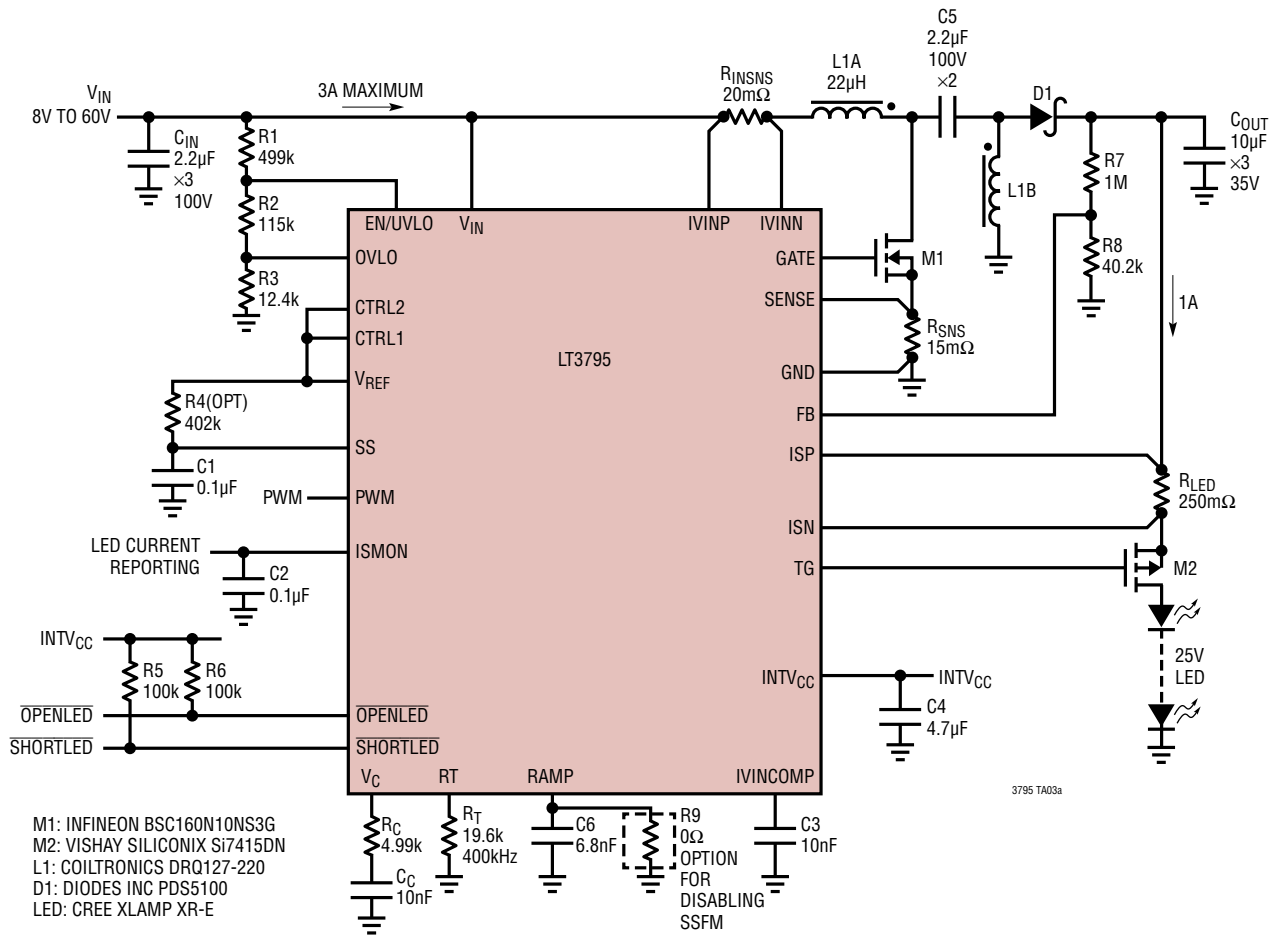 C5
2.2µF
100V
×2
L1A
22µH
R_INSNS
20mΩ
D1
V_IN
8V TO 60V
3A MAXIMUM
C_IN
2.2µF
×3
100V
R1
499k
R2
115k
R3
12.4k
C_OUT
10µF
×3
35V
R7
1M
L1B
R8
40.2k
1A
EN/UVLO
V_IN
IVINP
IVINN
OVLO
GATE
M1
SENSE
R_SNS
15mΩ
CTRL2
CTRL1
LT3795
GND
V_REF
R4(OPT)
402k
FB
SS
C1
0.1µF
ISP
R_LED
250mΩ
PWM
PWM
ISN
LED CURRENT
REPORTING
ISMON
C2
0.1µF
TG
M2
INTV_CC
R5
100k
R6
100k
25V
LED
INTV_CC
INTV_CC
C4
4.7µF
OPENLED
OPENLED
SHORTLED
SHORTLED
V_C
RT
RAMP
IVINCOMP
3795 TA03a
R_C
4.99k
C_C
10nF
R_T
19.6k
400kHz
C6
6.8nF
R9
0Ω
OPTION
FOR
DISABLING
SSFM
C3
10nF
M1: INFINEON BSC160N10NS3G
M2: VISHAY SILICONIX Si7415DN
L1: COILTRONICS DRQ127-220
D1: DIODES INC PDS5100
LED: CREE XLAMP XR-E